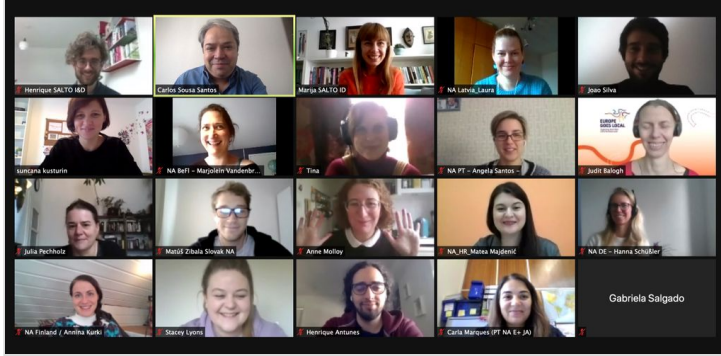 Henrique SALTO I&D
Carlos Sousa Santos
Marija SALTO ID
NA Latvia_Laura
Joao Silva
suncana kusturin
NA BeFl - Marjolein Vandenbr...
Tina
NA PT - Angela Santos -
EUROPE
GOES LOCAL
Judit Balogh
Julia Pechholz
Matúš Zibala Slovak NA
Anne Molloy
NA_HR_Matea Majdenić
NA DE - Hanna Schüßler
NA Finland / Annina Kurki
Stacey Lyons
Henrique Antunes
Carla Marques (PT NA E+ JA)
Gabriela Salgado